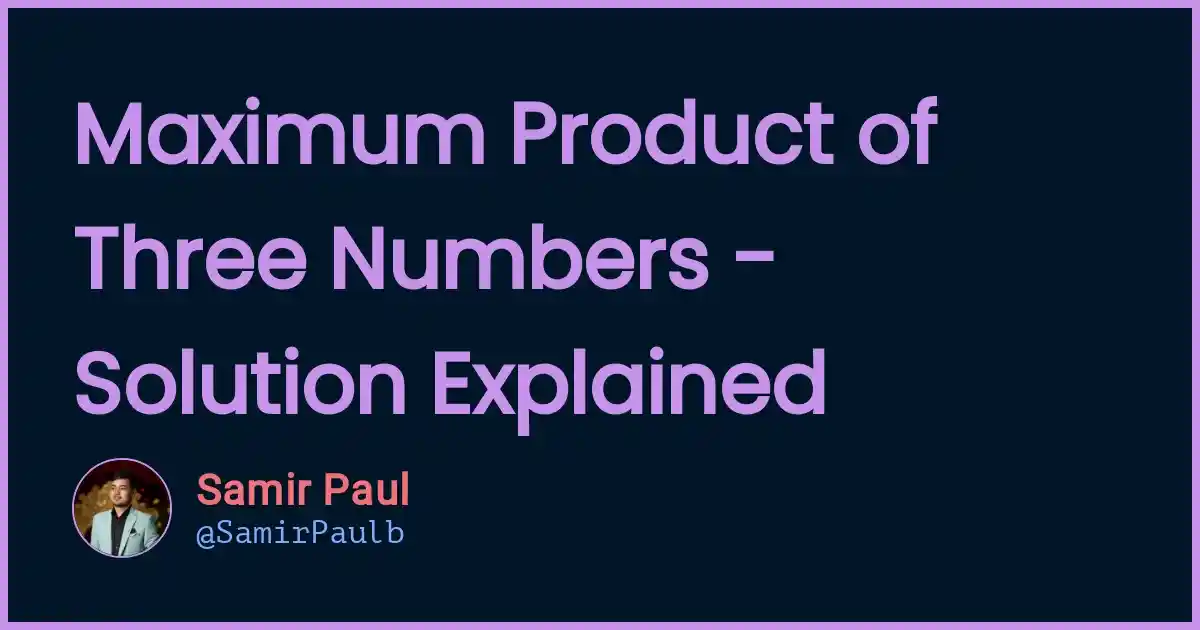 Maximum Product of
Three Numbers -
Solution Explained
Samir Paul
@SamirPaulb